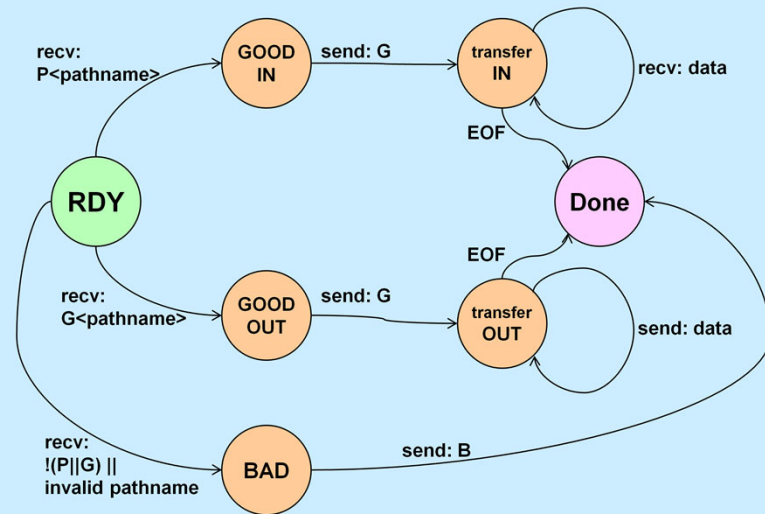 recv:
P<pathname>
GOOD
IN
send: G
transfer
IN
recv: data
EOF
RDY
Done
recv:
G<pathname>
GOOD
OUT
send: G
EOF
transfer
OUT
send: data
recv:
!(P||G) ||
invalid pathname
BAD
send: B